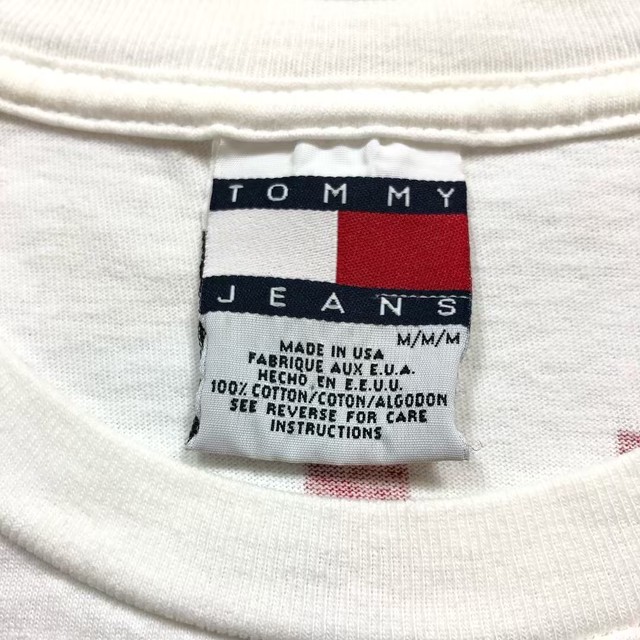 TOMMY
JEANS
M/M/M
MADE IN USA
FABRIQUE AUX E.U.A.
HECHO EN E.E.U.U.
100% COTTON/COTON/ALGODON
SEE REVERSE FOR CARE
INSTRUCTIONS